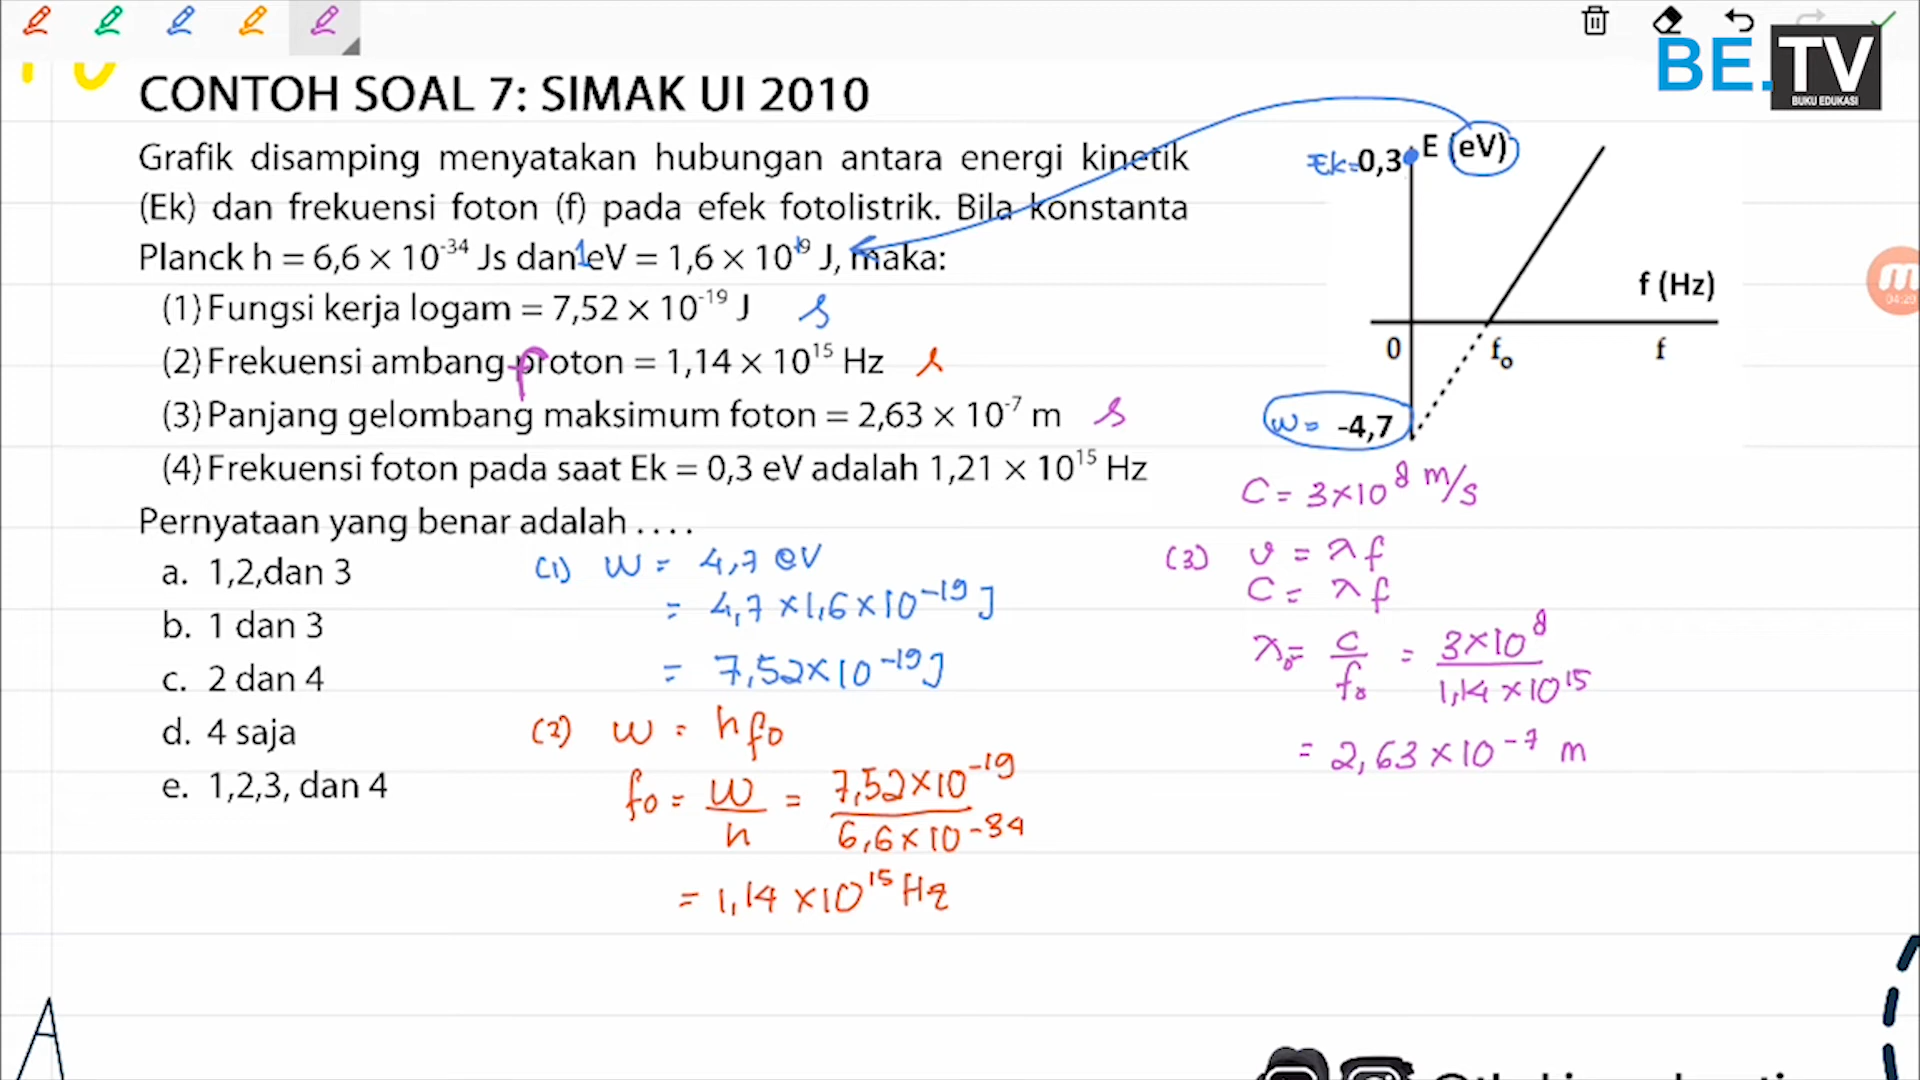 BE.TV
BUKU EDUKASI
CONTOH SOAL 7: SIMAK UI 2010
Grafik disamping menyatakan hubungan antara energi kinetik
(Ek) dan frekuensi foton (f) pada efek fotolistrik. Bila konstanta
Planck h = 6,6 × 10⁻³⁴ Js dan 1 eV = 1,6 × 10⁻¹⁹ J, maka:
(1) Fungsi kerja logam = 7,52 × 10⁻¹⁹ J s
(2) Frekuensi ambang proton = 1,14 × 10¹⁵ Hz s
(3) Panjang gelombang maksimum foton = 2,63 × 10⁻⁷ m s
(4) Frekuensi foton pada saat Ek = 0,3 eV adalah 1,21 × 10¹⁵ Hz
Pernyataan yang benar adalah . . . .
a. 1,2,dan 3
b. 1 dan 3
c. 2 dan 4
d. 4 saja
e. 1,2,3, dan 4
(1) W = 4,7 eV
= 4,7 × 1,6 × 10⁻¹⁹ J
= 7,52 × 10⁻¹⁹ J
(2) W = hf₀
f₀ = W/h = 7,52 × 10⁻¹⁹ / 6,6 × 10⁻³⁴
= 1,14 × 10¹⁵ Hz
Ek = 0,3 E (eV)
f (Hz)
0 f₀ f
W = -4,7
C = 3 × 10⁸ m/s
(3) v = λf
C = λf
λ₀ = C/f₀ = 3 × 10⁸ / 1,14 × 10¹⁵
= 2,63 × 10⁻⁷ m
04:20
A